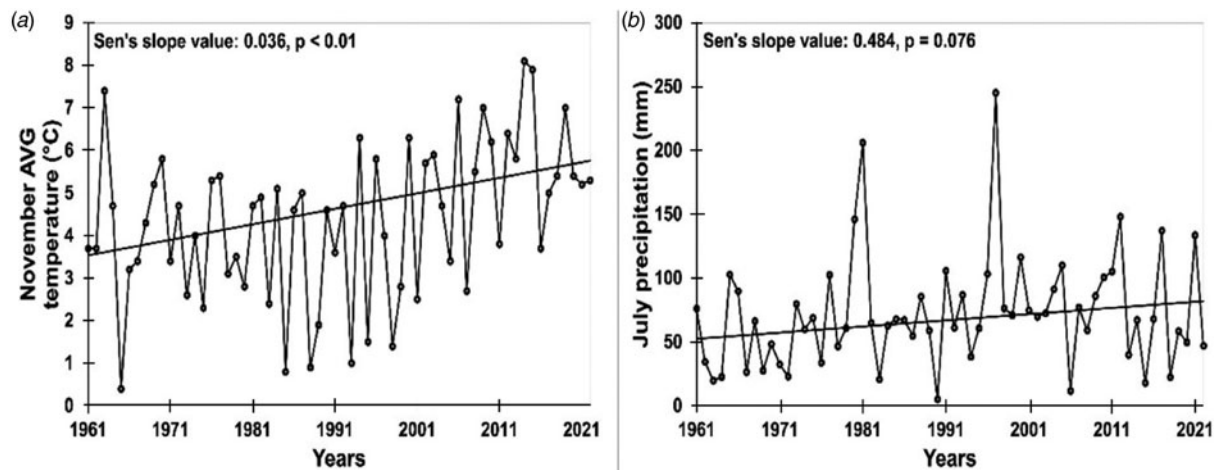 (a)
Sen's slope value: 0.036, p < 0.01
November AVG
temperature (°C)
9
8
7
6
5
4
3
2
1
0
1961 1971 1981 1991 2001 2011 2021
Years
(b)
Sen's slope value: 0.484, p = 0.076
July precipitation (mm)
300
250
200
150
100
50
0
1961 1971 1981 1991 2001 2011 2021
Years